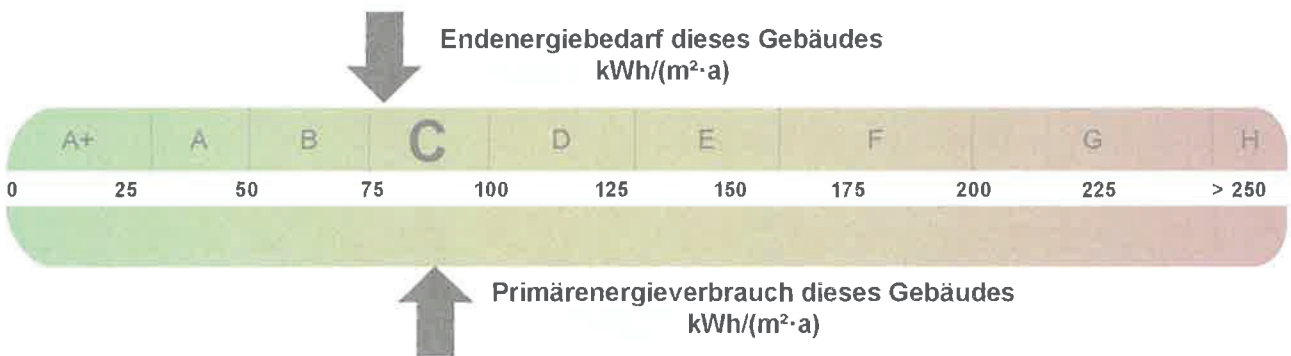 Endenergiebedarf dieses Gebäudes
kWh/(m²·a)
A+ A B C D E F G H
0 25 50 75 100 125 150 175 200 225 > 250
Primärenergieverbrauch dieses Gebäudes
kWh/(m²·a)